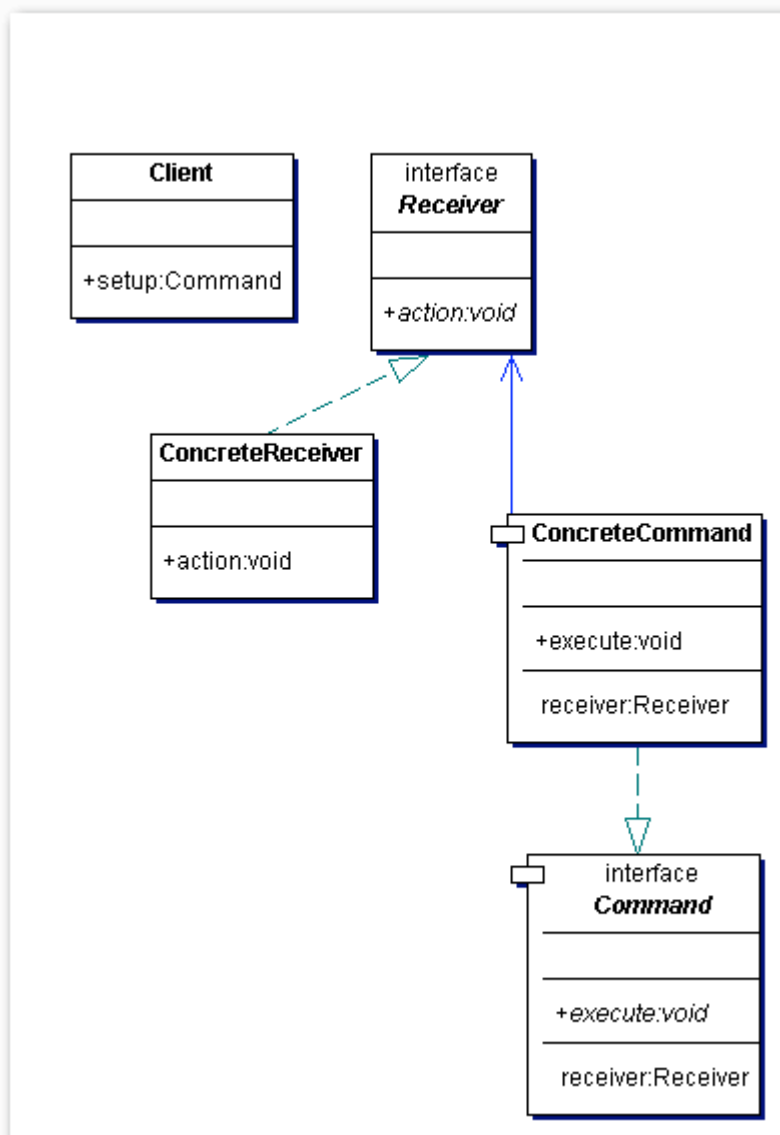 Client
+setup:Command
interface
Receiver
+action:void
ConcreteReceiver
+action:void
ConcreteCommand
+execute:void
receiver:Receiver
interface
Command
+execute:void
receiver:Receiver